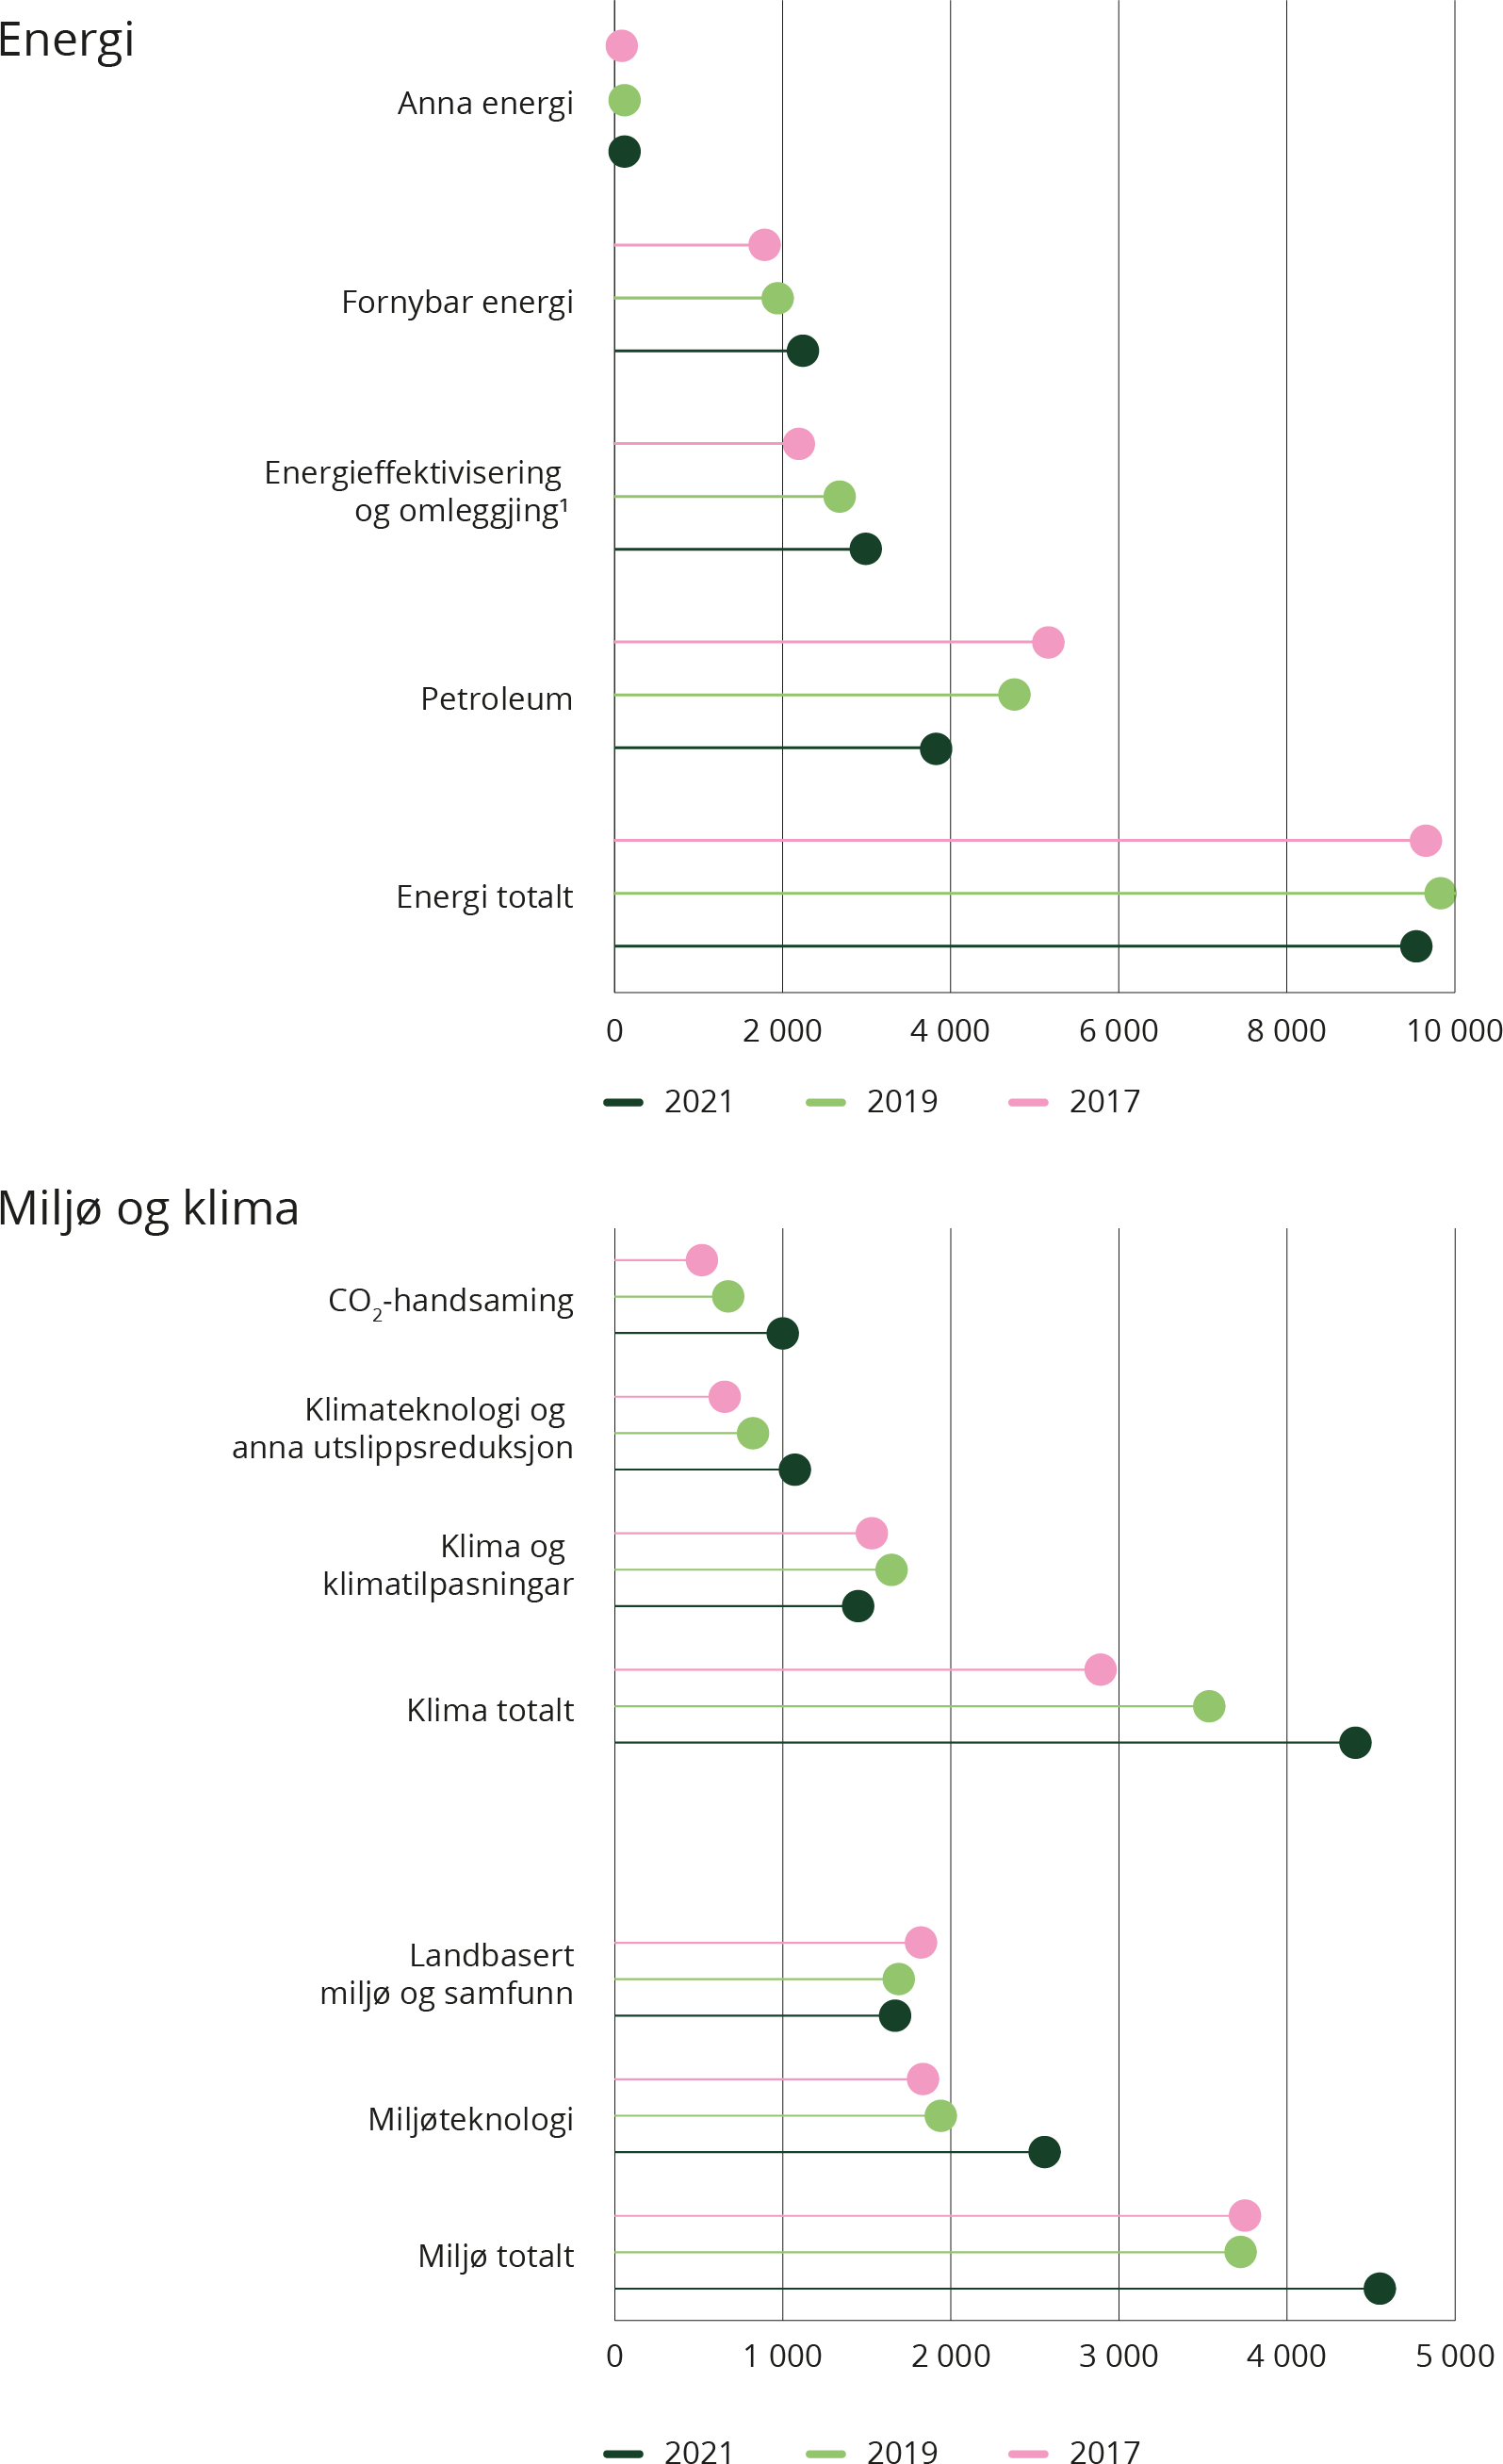 Energi
Anna energi
Fornybar energi
Energieffektivisering
og omleggjing¹
Petroleum
Energi totalt
0 2 000 4 000 6 000 8 000 10 000
2021 2019 2017
Miljø og klima
CO₂-handsaming
Klimateknologi og
anna utslippsreduksjon
Klima og
klimatilpasningar
Klima totalt
Landbasert
miljø og samfunn
Miljøteknologi
Miljø totalt
0 1 000 2 000 3 000 4 000 5 000
2021 2019 2017